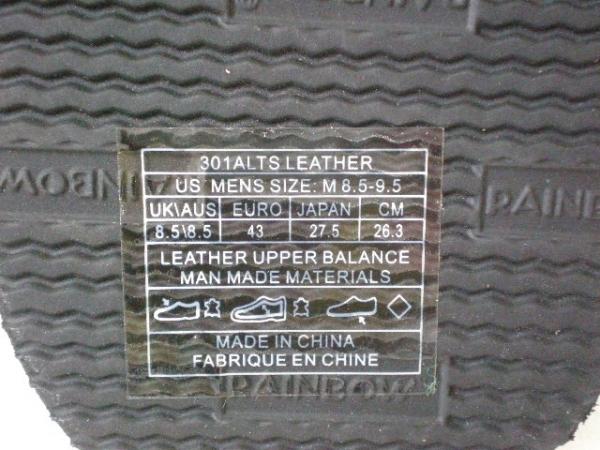 RAINBOW
301ALTS LEATHER
US MENS SIZE: M 8.5-9.5
UK\AUS EURO JAPAN CM
8.5\8.5 43 27.5 26.3
LEATHER UPPER BALANCE
MAN MADE MATERIALS
MADE IN CHINA
FABRIQUE EN CHINE
RAINBOW
RAINBOW
RAINBOW